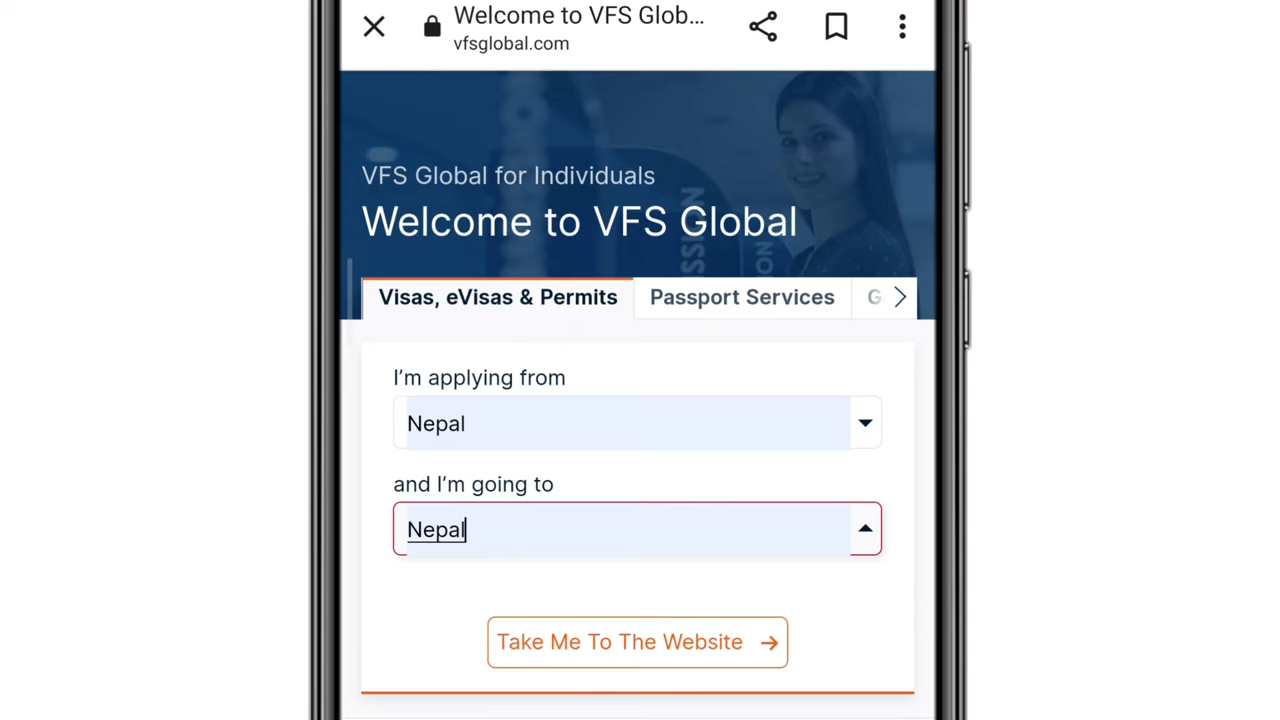 Welcome to VFS Glob...
vfsglobal.com
VFS Global for Individuals
Welcome to VFS Global
Visas, eVisas & Permits
Passport Services
G
I'm applying from
Nepal
and I'm going to
Nepal
Take Me To The Website